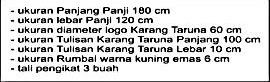 - ukuran Panjang Panji 180 cm
- ukuran lebar Panji 120 cm
- ukuran diameter logo Karang Taruna 60 cm
- ukuran Tulisan Karang Taruna Panjang 100 cm
- ukuran Tulisan Karang Taruna Lebar 10 cm
- ukuran Rumbai warna kuning emas 6 cm
- tali pengikat 3 buah